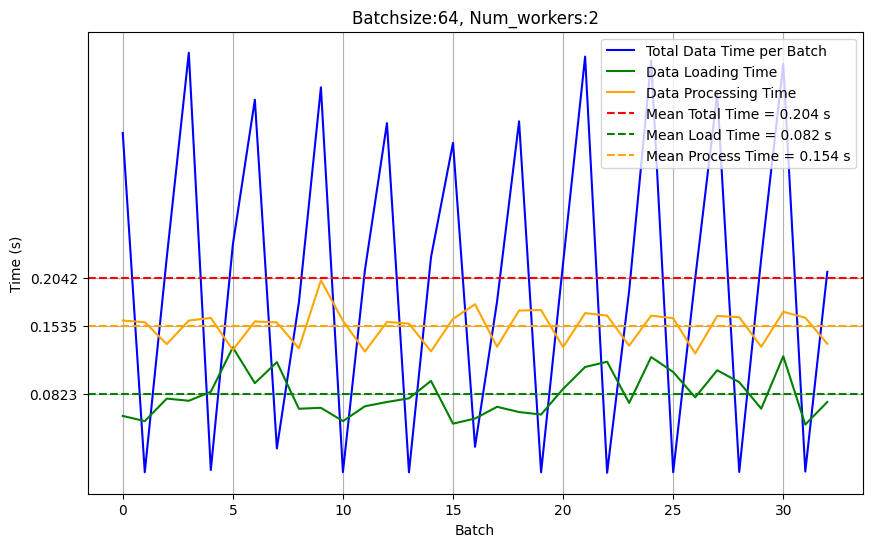 Batchsize:64, Num_workers:2
Total Data Time per Batch
Data Loading Time
Data Processing Time
Mean Total Time = 0.204 s
Mean Load Time = 0.082 s
Mean Process Time = 0.154 s
Time (s)
0.2042
0.1535
0.0823
0 5 10 15 20 25 30
Batch